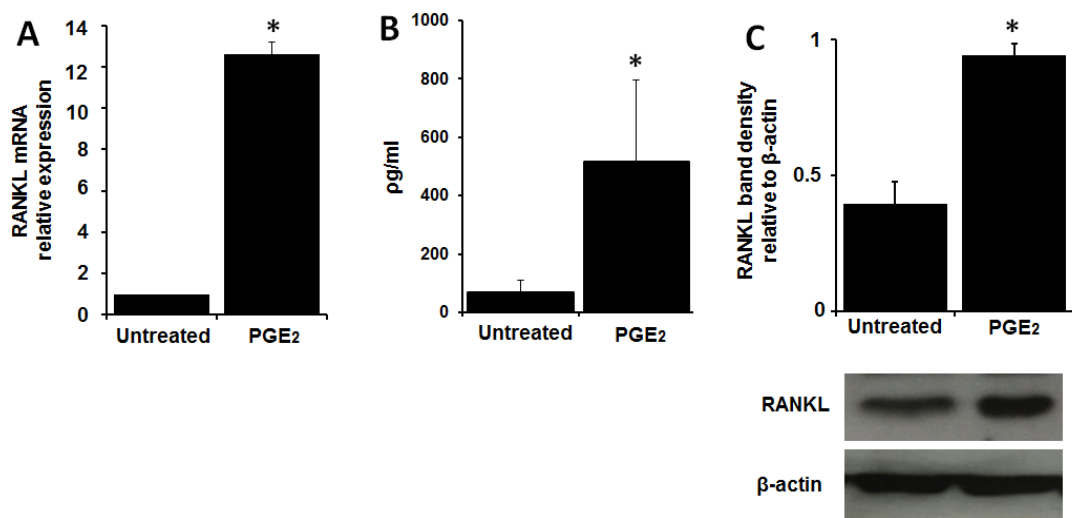 A
RANKL mRNA
relative expression
14
12
10
8
6
4
2
0
*
Untreated
PGE2
B
ρg/ml
1000
800
600
400
200
0
*
Untreated
PGE2
C
RANKL band density
relative to β-actin
1
0.5
0
*
Untreated
PGE2
RANKL
β-actin